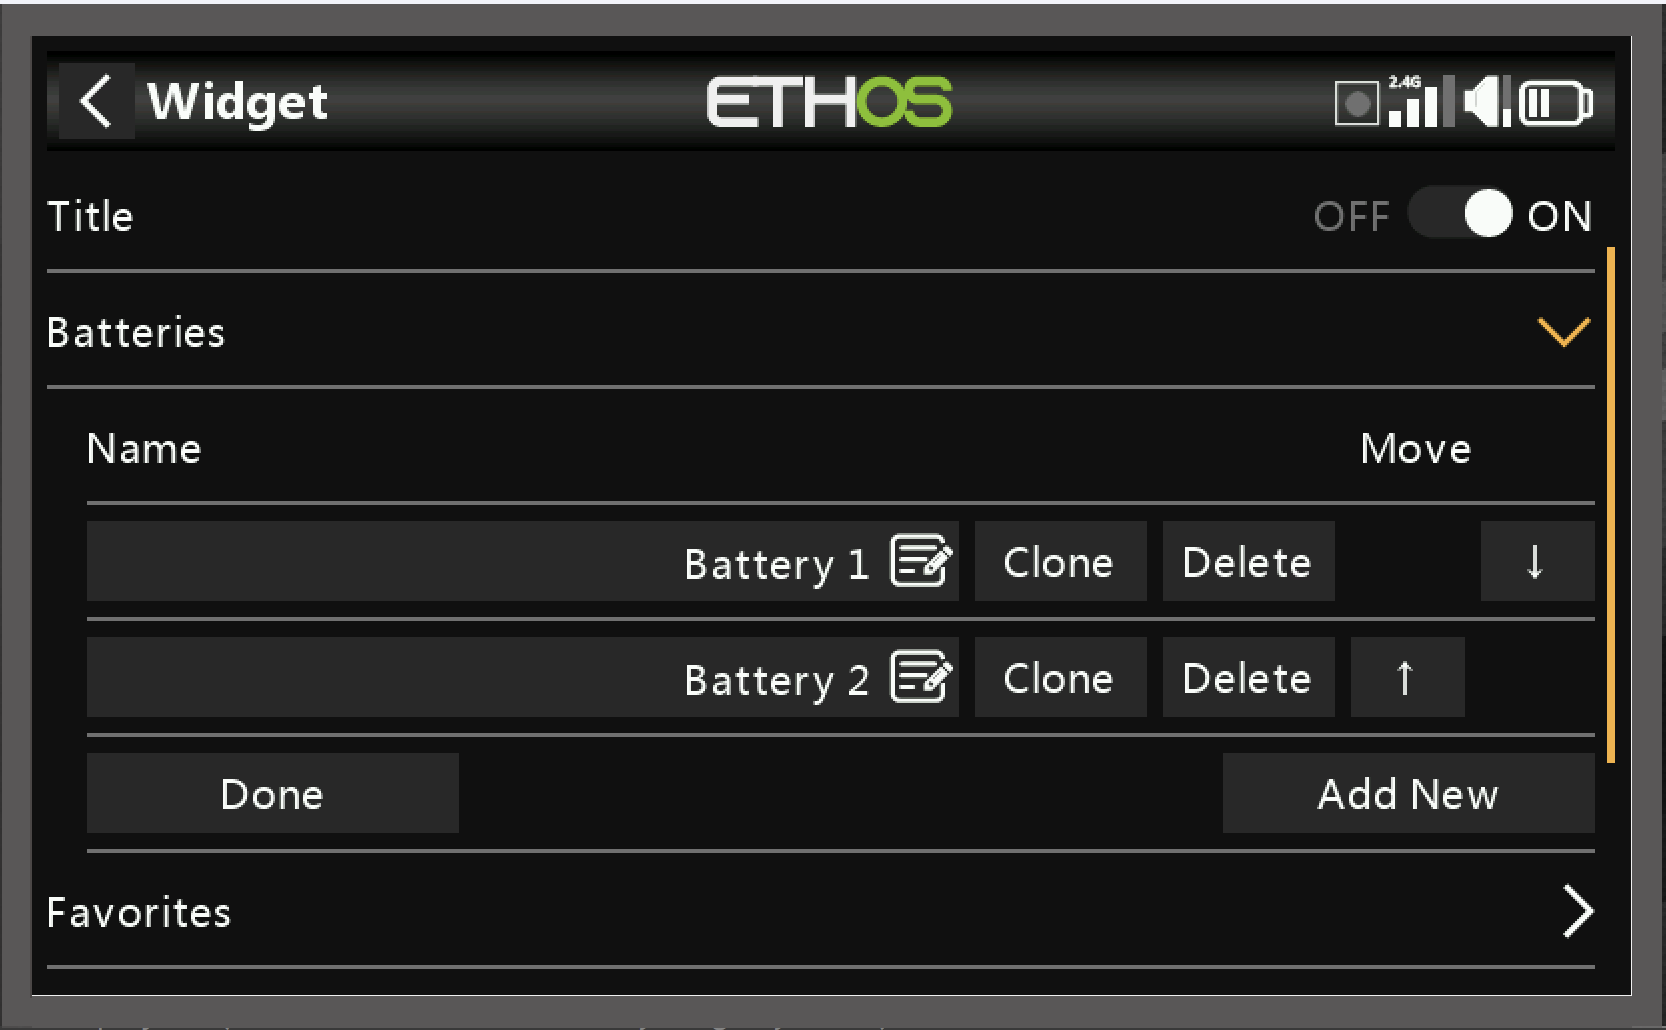 Widget
ETHOS
2.4G
Title
OFF
ON
Batteries
Name
Move
Battery 1
Clone
Delete
↓
Battery 2
Clone
Delete
↑
Done
Add New
Favorites